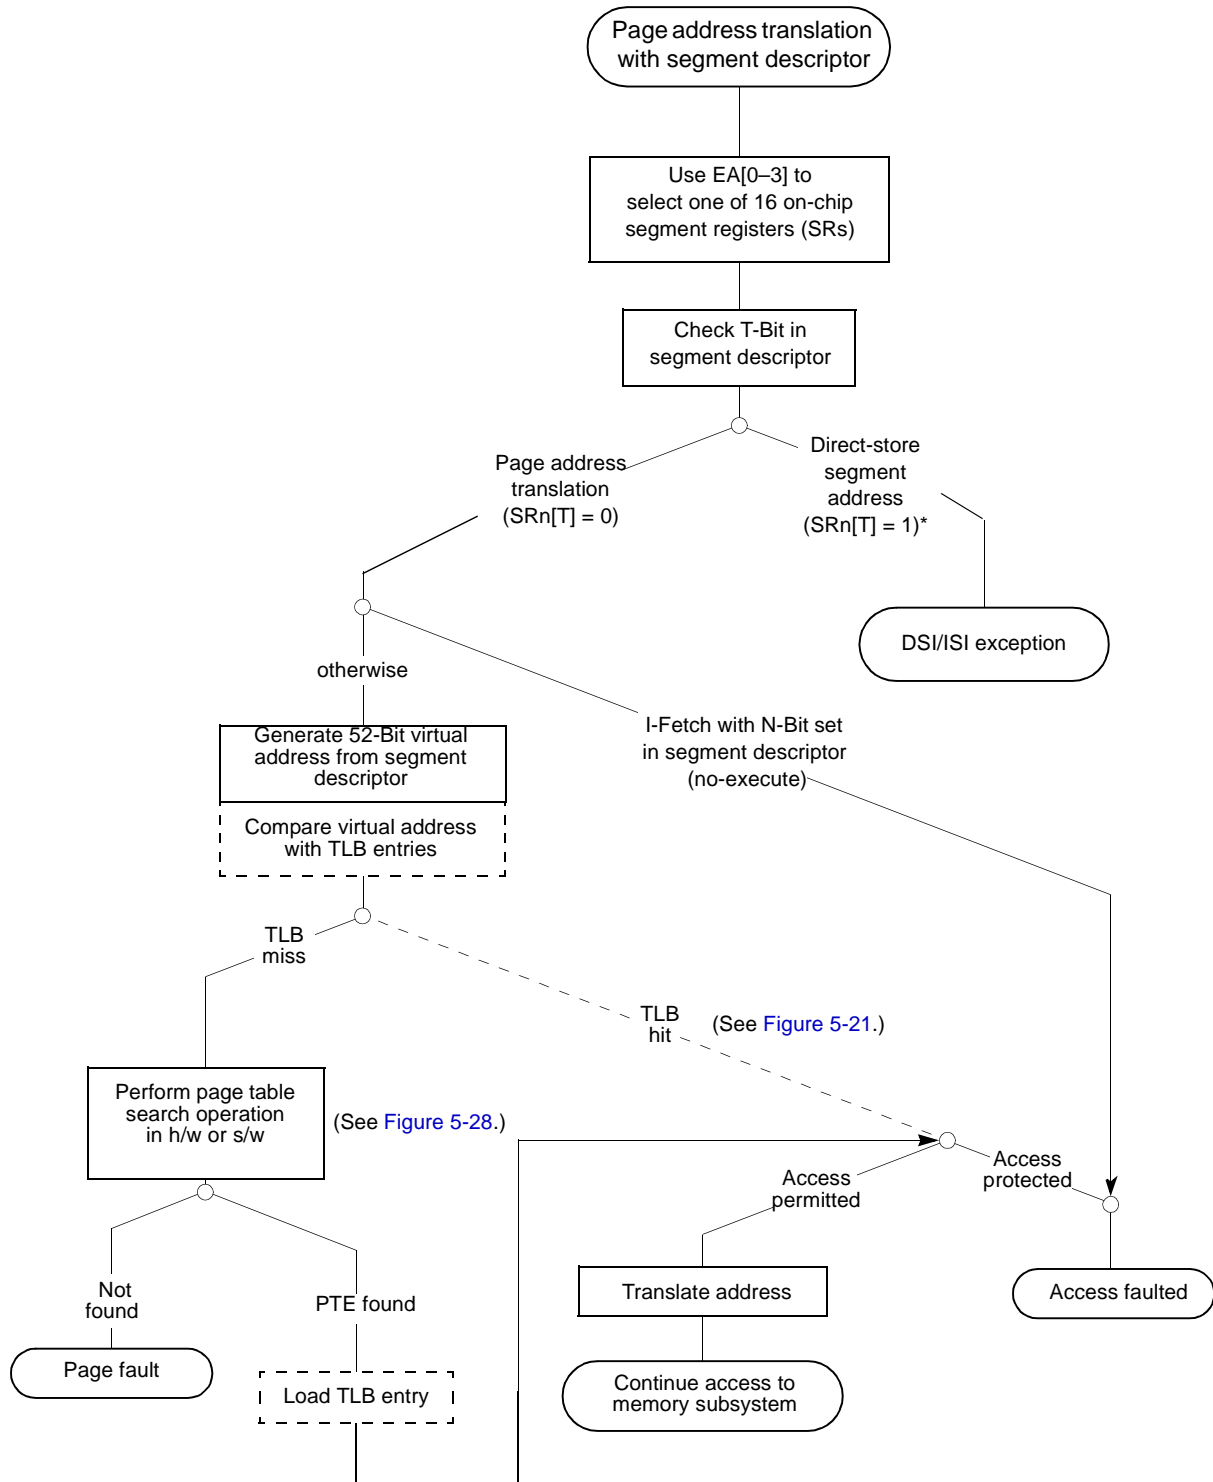 Page address translation
with segment descriptor
Use EA[0–3] to
select one of 16 on-chip
segment registers (SRs)
Check T-Bit in
segment descriptor
Page address
translation
(SRn[T] = 0)
Direct-store
segment
address
(SRn[T] = 1)*
DSI/ISI exception
otherwise
I-Fetch with N-Bit set
in segment descriptor
(no-execute)
Generate 52-Bit virtual
address from segment
descriptor
Compare virtual address
with TLB entries
TLB
miss
TLB
hit
(See Figure 5-21.)
Perform page table
search operation
in h/w or s/w
(See Figure 5-28.)
Access
permitted
Access
protected
Not
found
PTE found
Translate address
Access faulted
Page fault
Load TLB entry
Continue access to
memory subsystem